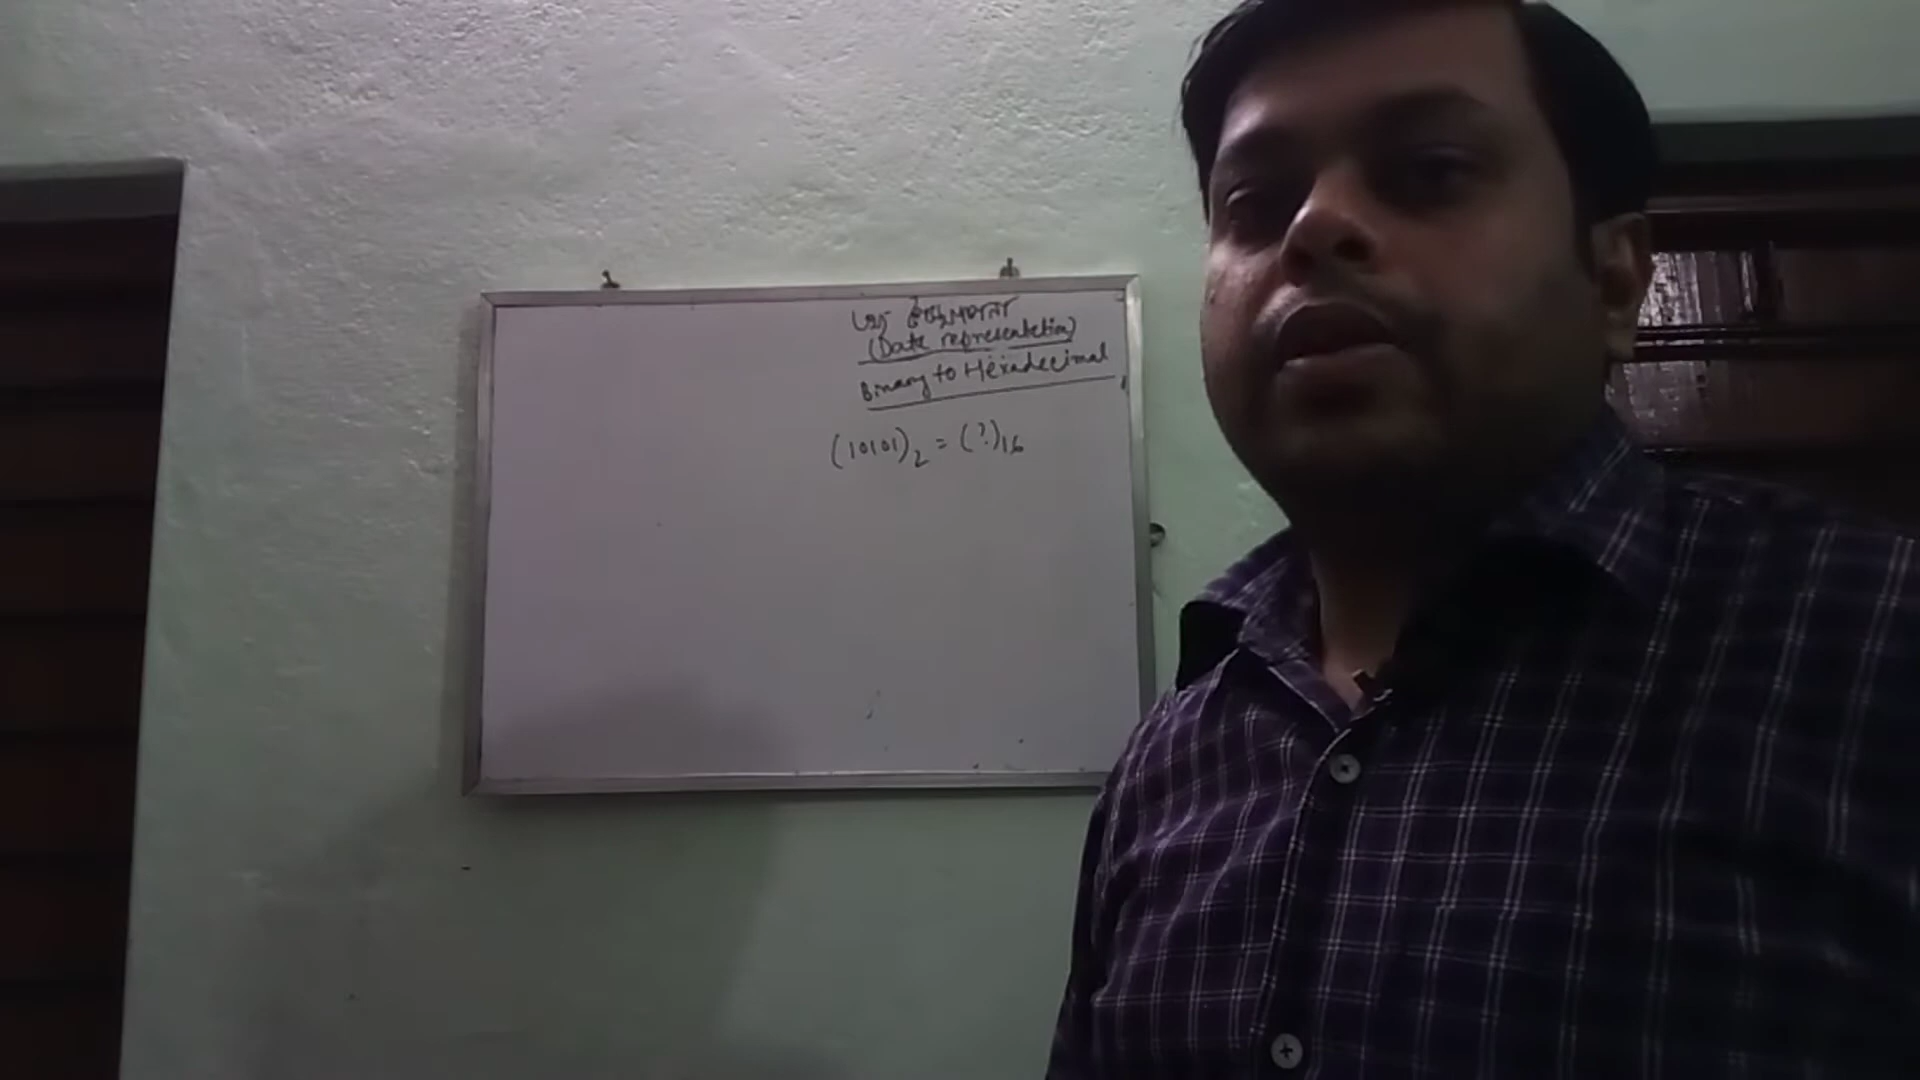 (Data representation)
Binary to Hexadecimal
(10101)₂ = (?)₁₆